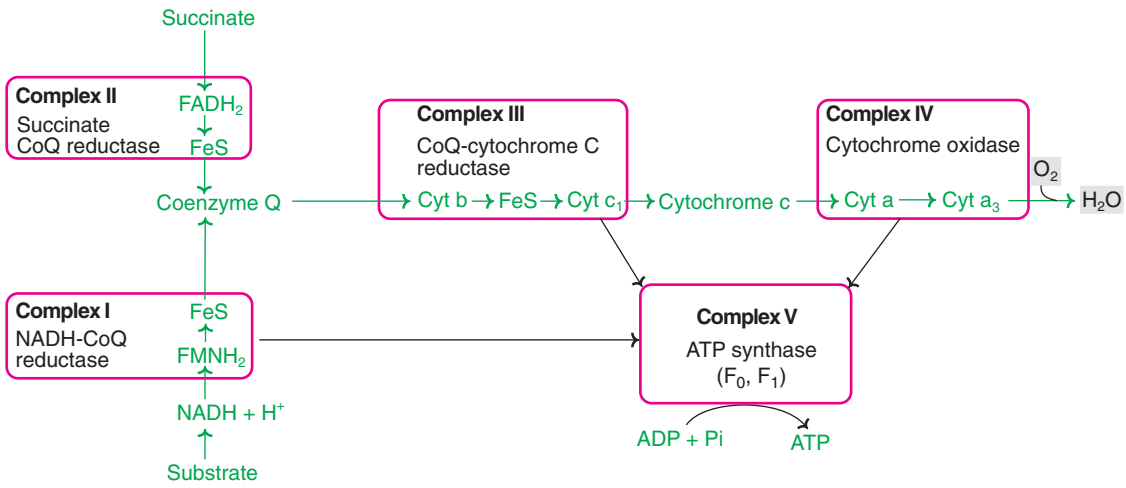 Succinate
Complex II
Succinate
CoQ reductase
FADH₂
FeS
Complex III
CoQ-cytochrome C
reductase
Complex IV
Cytochrome oxidase
Coenzyme Q
Cyt b
FeS
Cyt c₁
Cytochrome c
Cyt a
Cyt a₃
O₂
H₂O
Complex I
NADH-CoQ
reductase
FeS
FMNH₂
NADH + H⁺
Substrate
Complex V
ATP synthase
(F₀, F₁)
ADP + Pi
ATP